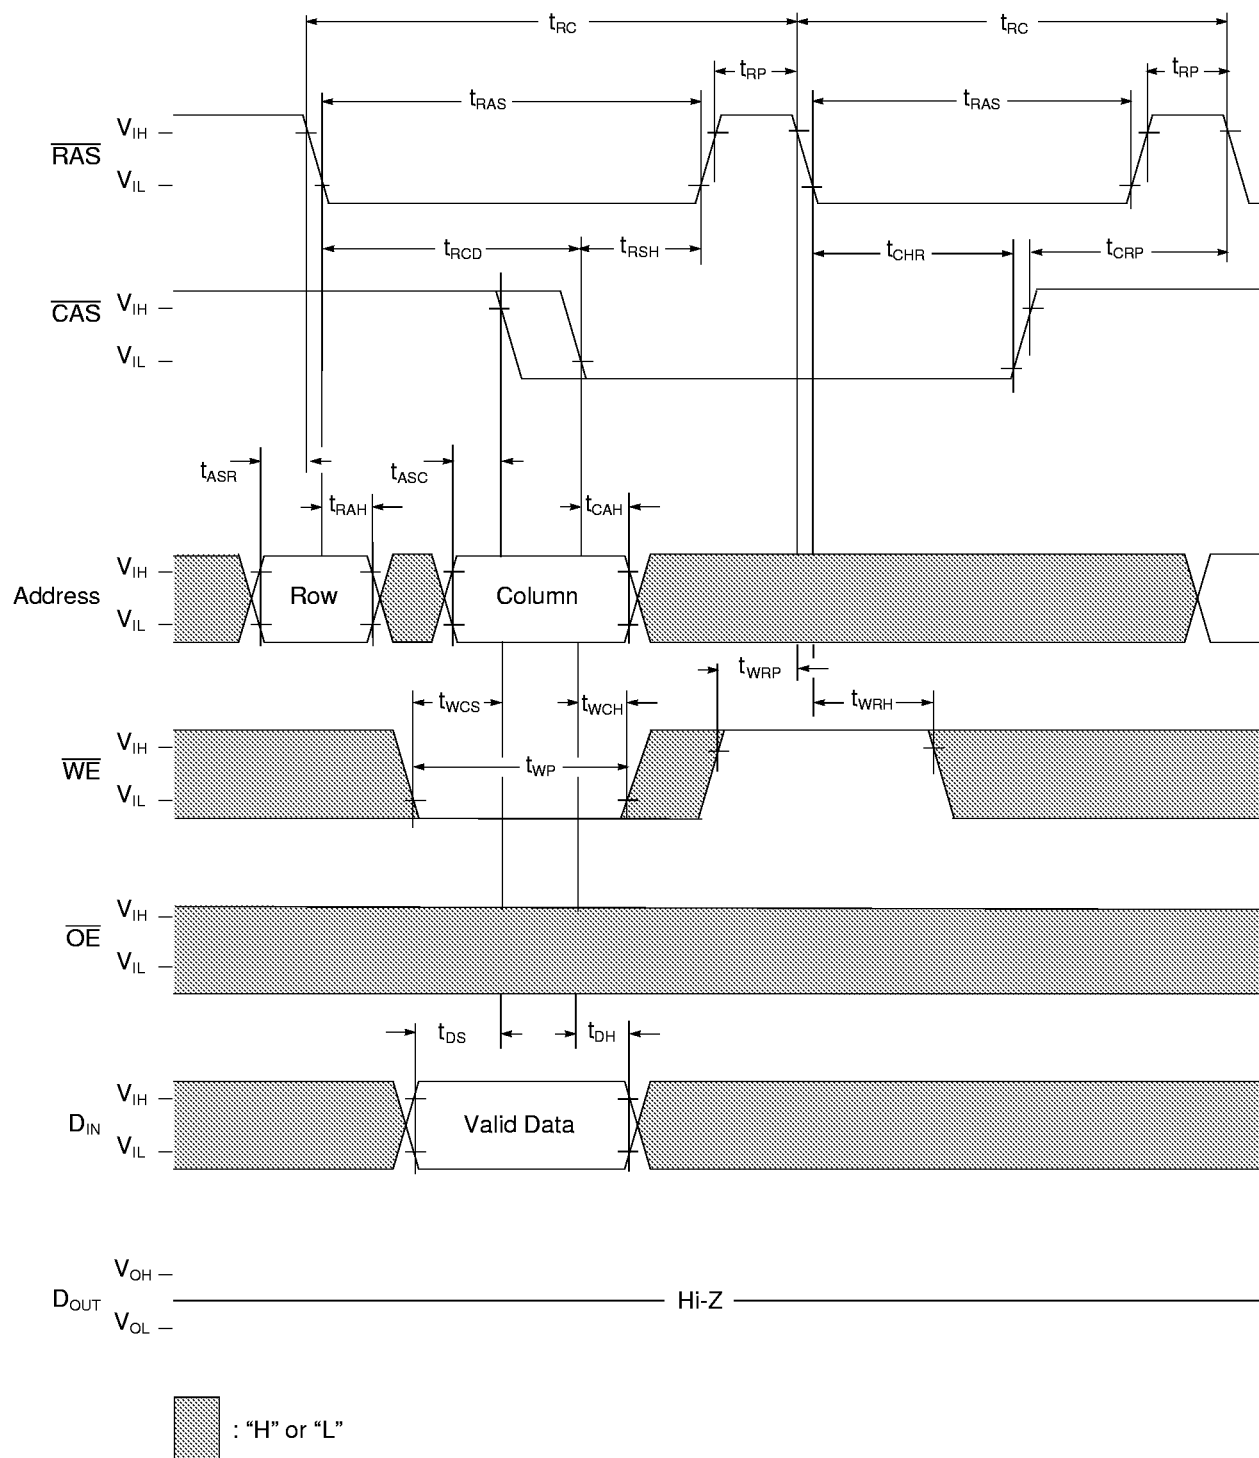 tRC tRC
tRP tRP
tRAS tRAS
RAS VIH
VIL
tRCD tRSH tCHR tCRP
CAS VIH
VIL
tASR tASC
tRAH tCAH
Address VIH
VIL
Row Column
tWRP
tWCS tWCH tWRH
WE VIH
VIL
tWP
OE VIH
VIL
tDS tDH
DIN VIH
VIL
Valid Data
DOUT VOH
VOL
Hi-Z
: “H” or “L”